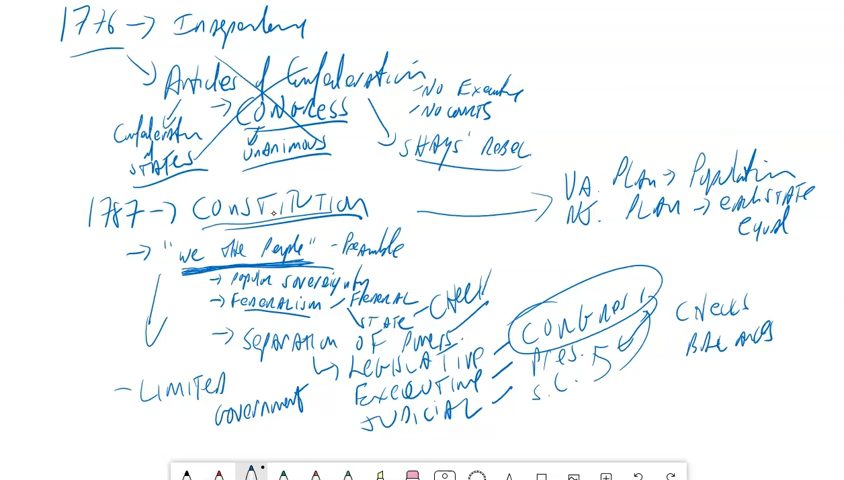 1776 → Independence
→ Articles of Confederation
- No Executive
→ CONGRESS
- No COURTS
Confederation
of
STATES
UNANIMOUS
→ SHAYS' REBEL
VA. PLAN → Population
1787 → CONSTITUTION
NJ. PLAN → each STATE
equal
→ "We the People" - Preamble
→ Popular Sovereignty
→ FEDERALISM
FEDERAL
STATE
CHECK
→ SEPARATION OF Powers.
CONGRESS
CHECKS
BALANCES
→ LEGISLATIVE
- LIMITED
Government
EXECUTIVE
Pres.
JUDICIAL
S.C.